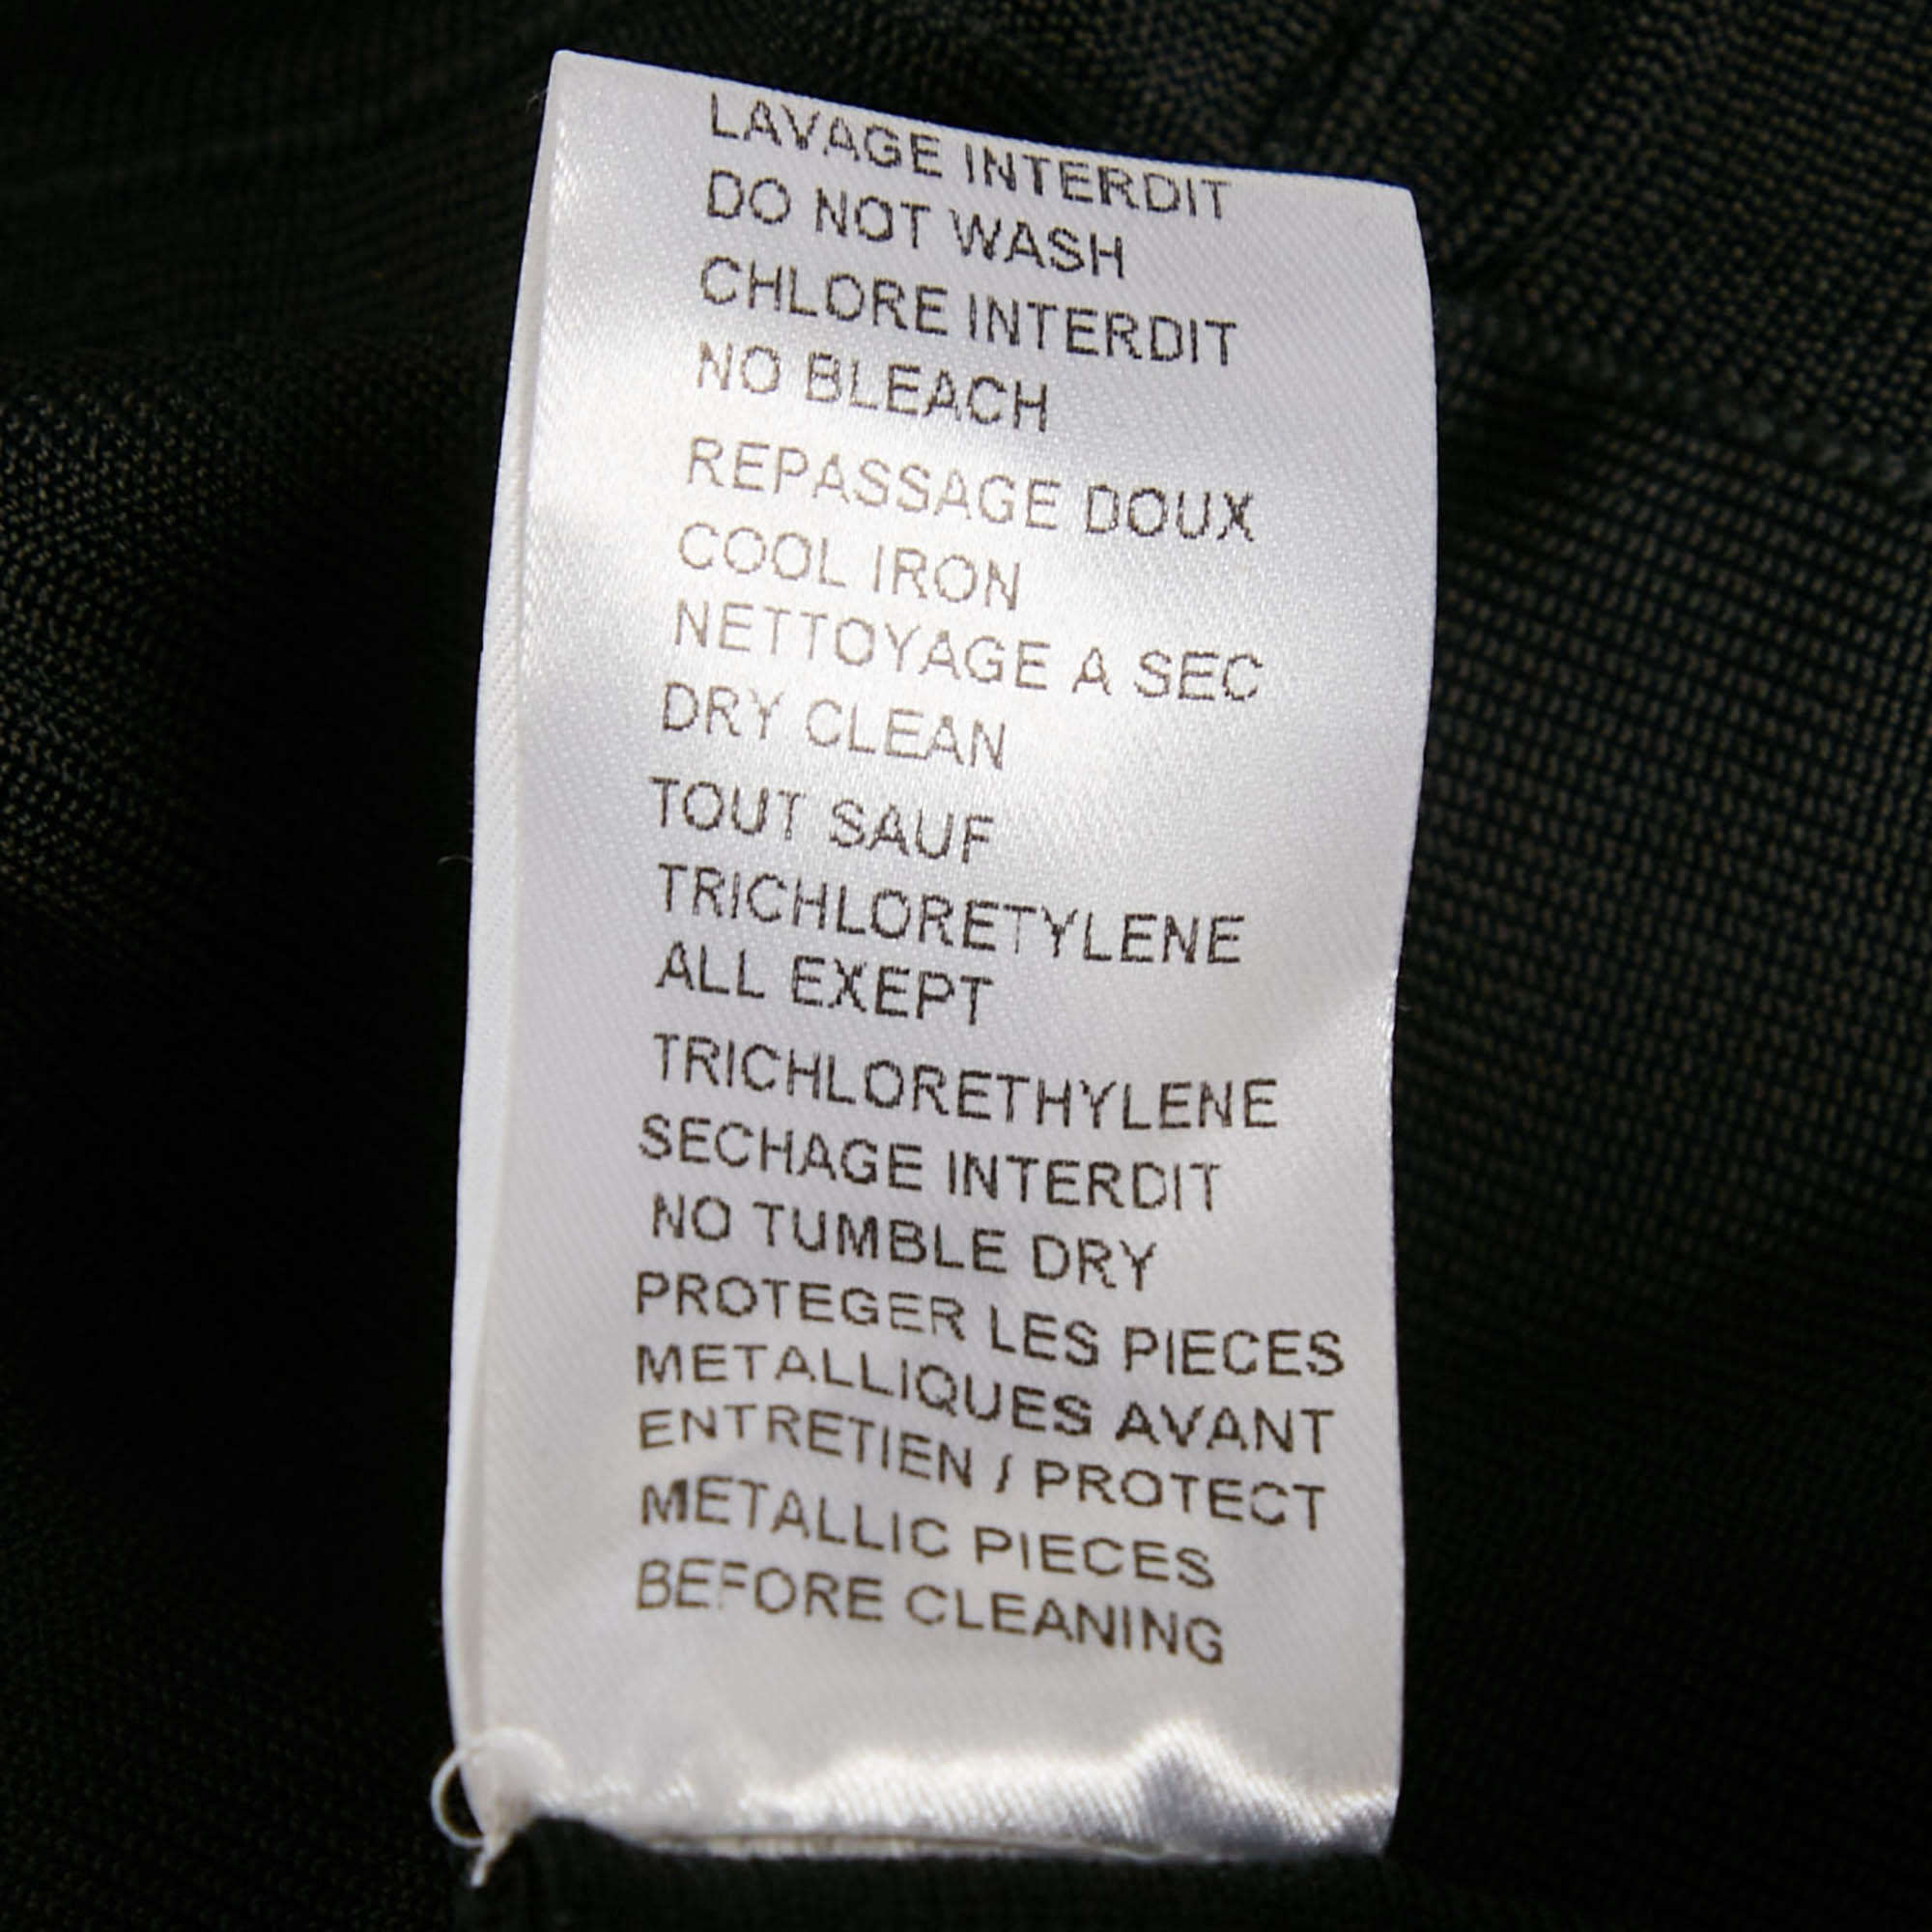 LAVAGE INTERDIT
DO NOT WASH
CHLORE INTERDIT
NO BLEACH
REPASSAGE DOUX
COOL IRON
NETTOYAGE A SEC
DRY CLEAN
TOUT SAUF
TRICHLORETYLENE
ALL EXEPT
TRICHLORETHYLENE
SECHAGE INTERDIT
NO TUMBLE DRY
PROTEGER LES PIECES
METALLIQUES AVANT
ENTRETIEN / PROTECT
METALLIC PIECES
BEFORE CLEANING